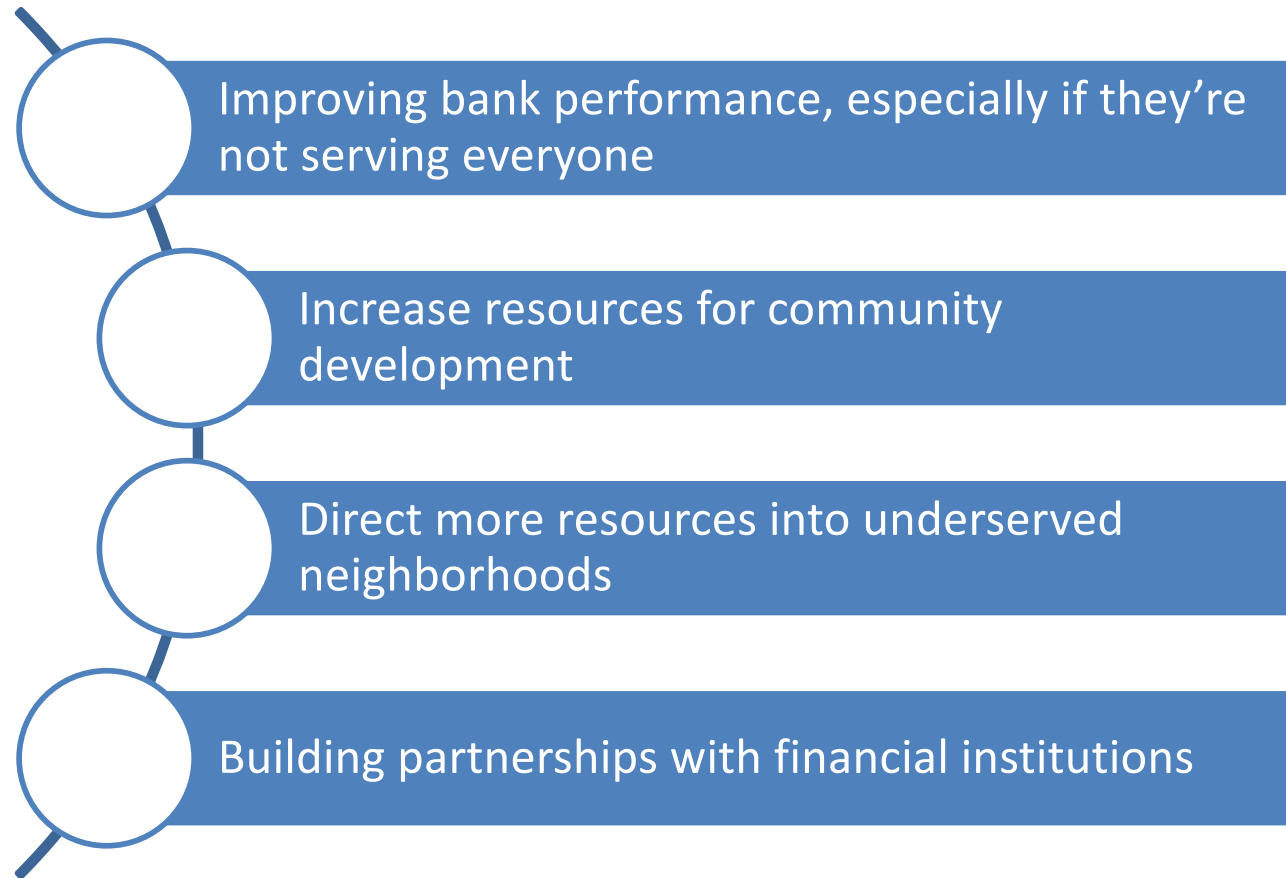 Improving bank performance, especially if they’re
not serving everyone
Increase resources for community
development
Direct more resources into underserved
neighborhoods
Building partnerships with financial institutions